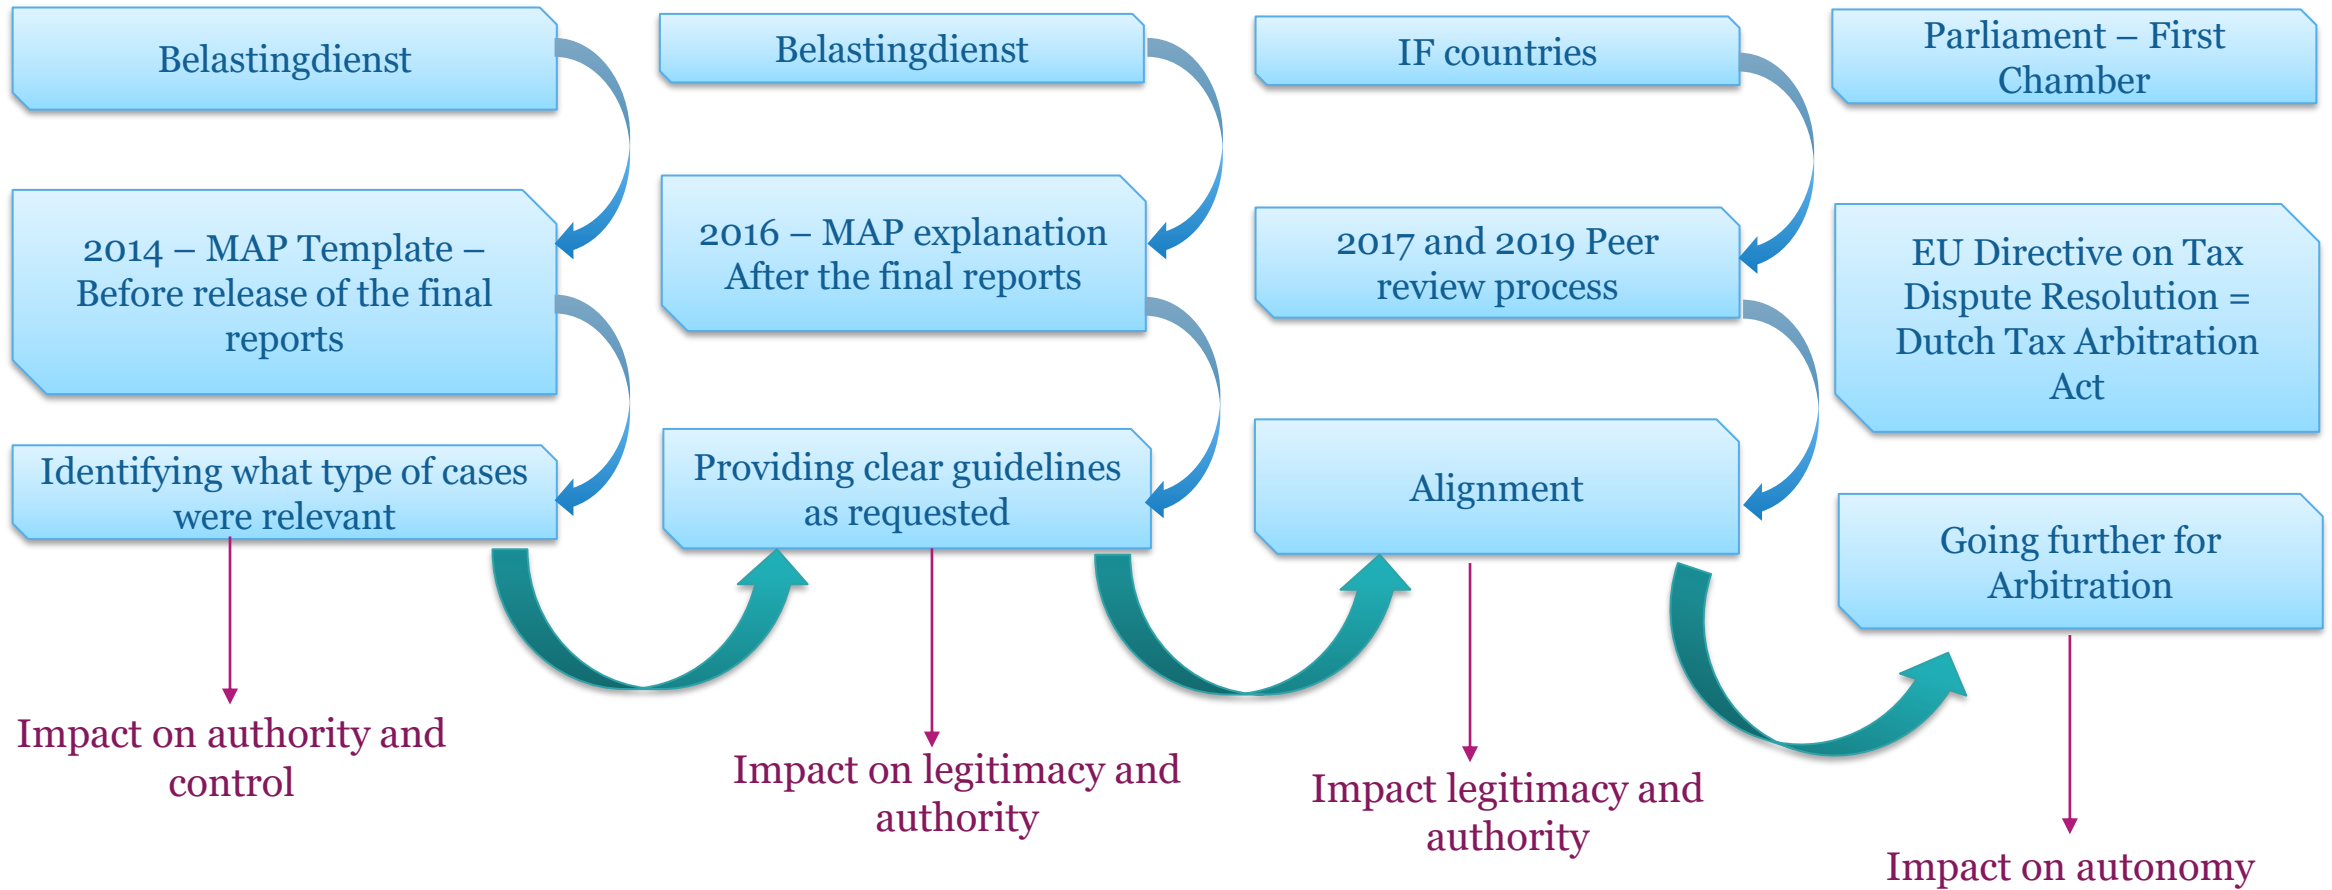 Belastingdienst
Belastingdienst
IF countries
Parliament – First
Chamber
2014 – MAP Template –
Before release of the final
reports
2016 – MAP explanation
After the final reports
2017 and 2019 Peer
review process
EU Directive on Tax
Dispute Resolution =
Dutch Tax Arbitration
Act
Identifying what type of cases
were relevant
Providing clear guidelines
as requested
Alignment
Going further for
Arbitration
Impact on authority and
control
Impact on legitimacy and
authority
Impact legitimacy and
authority
Impact on autonomy